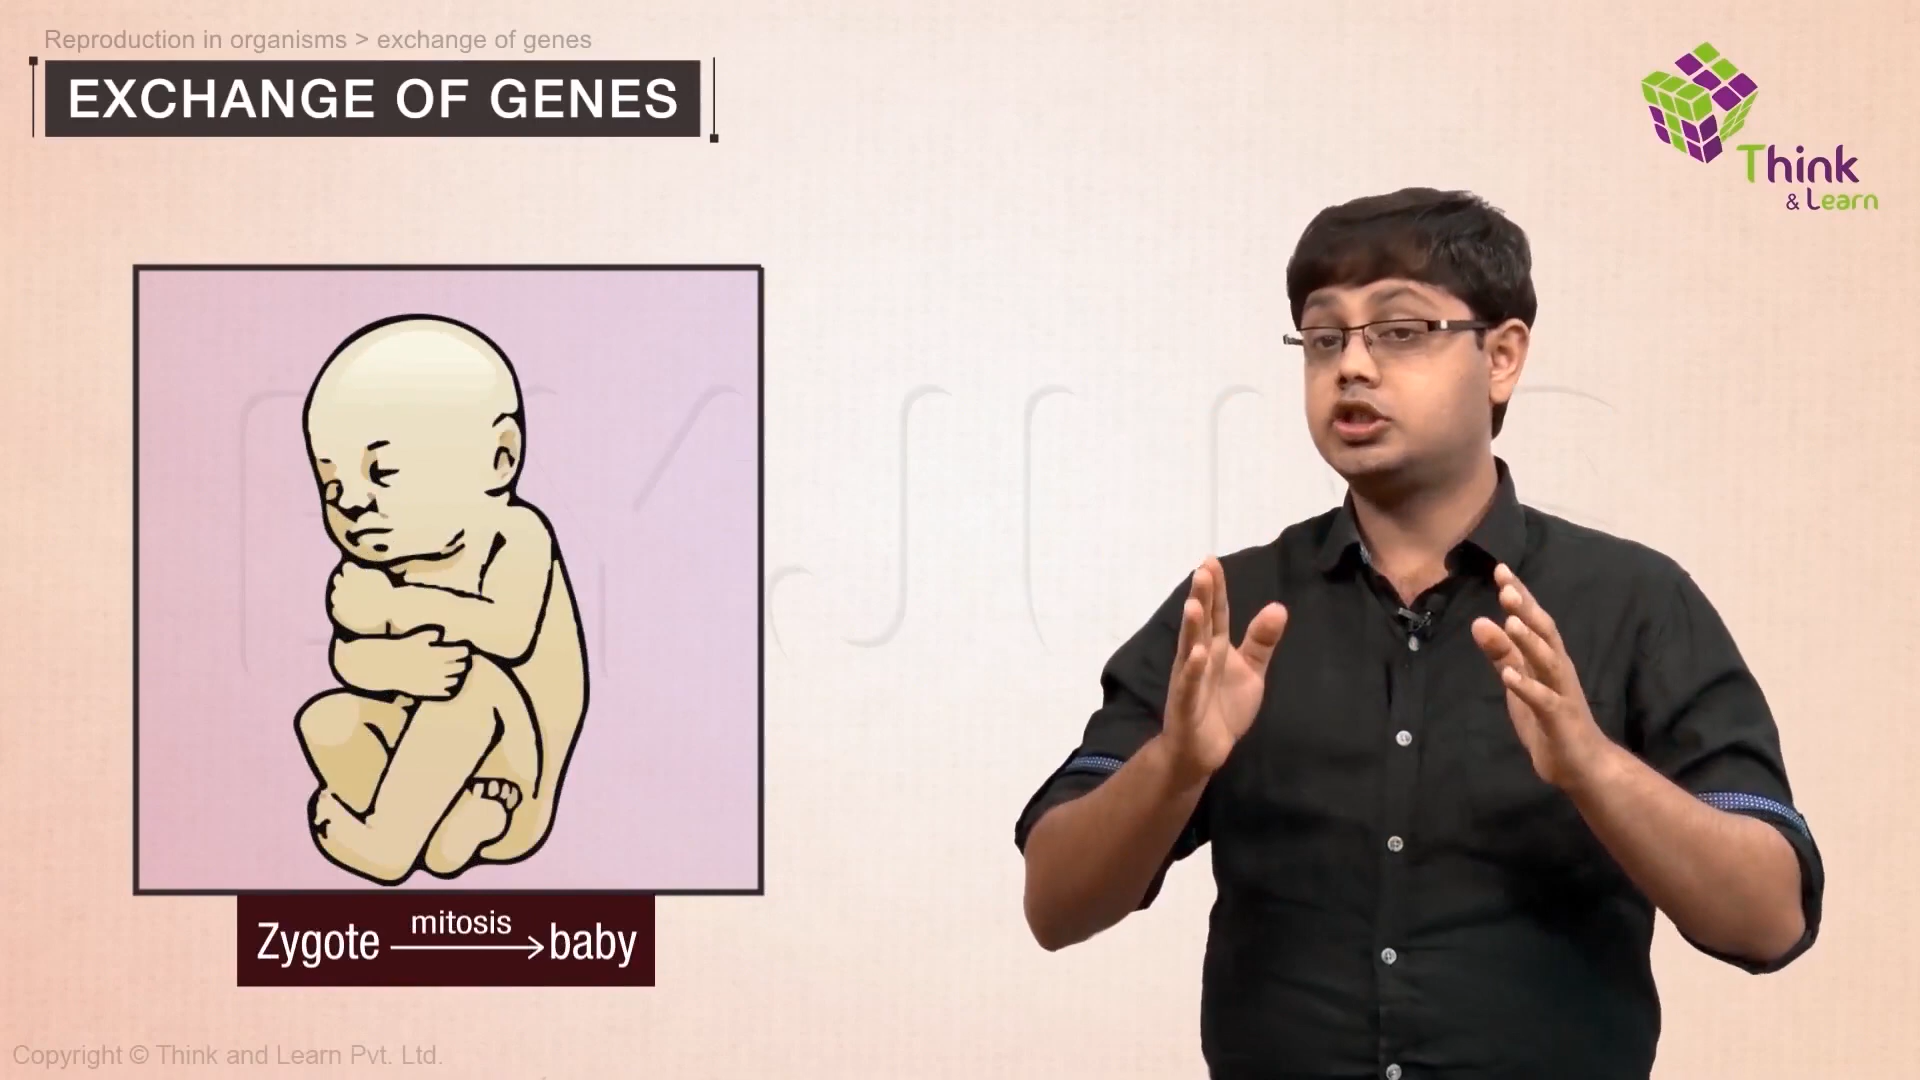 Reproduction in organisms > exchange of genes
EXCHANGE OF GENES
Think
& Learn
mitosis
Zygote baby
Copyright © Think and Learn Pvt. Ltd.